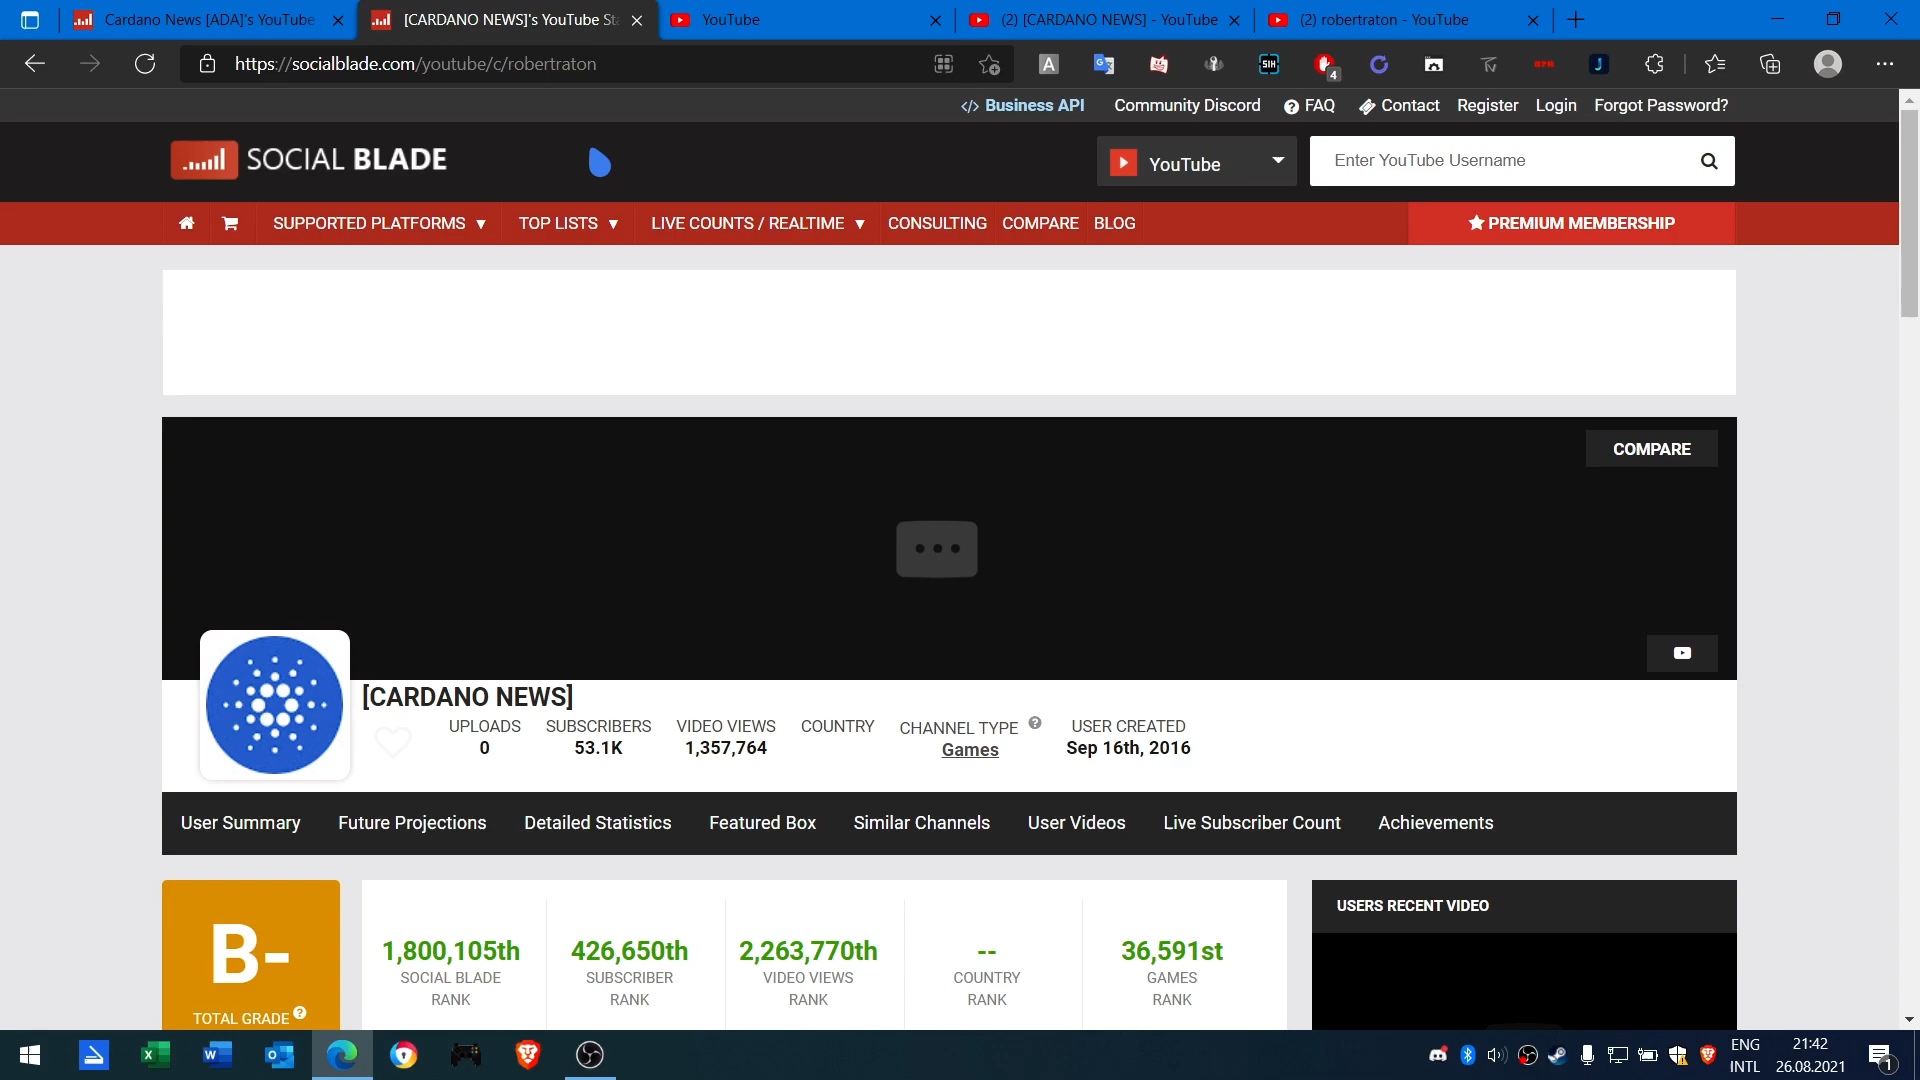 Cardano News [ADA]'s YouTube
[CARDANO NEWS]'s YouTube Sta
YouTube
(2) [CARDANO NEWS] - YouTube
(2) robertraton - YouTube
https://socialblade.com/youtube/c/robertraton
4
</> Business API
Community Discord
FAQ
Contact
Register
Login
Forgot Password?
SOCIAL BLADE
YouTube
Enter YouTube Username
SUPPORTED PLATFORMS ▼
TOP LISTS ▼
LIVE COUNTS / REALTIME ▼
CONSULTING
COMPARE
BLOG
PREMIUM MEMBERSHIP
COMPARE
[CARDANO NEWS]
UPLOADS
0
SUBSCRIBERS
53.1K
VIDEO VIEWS
1,357,764
COUNTRY
CHANNEL TYPE
Games
USER CREATED
Sep 16th, 2016
User Summary
Future Projections
Detailed Statistics
Featured Box
Similar Channels
User Videos
Live Subscriber Count
Achievements
B-
TOTAL GRADE
1,800,105th
SOCIAL BLADE
RANK
426,650th
SUBSCRIBER
RANK
2,263,770th
VIDEO VIEWS
RANK
--
COUNTRY
RANK
36,591st
GAMES
RANK
USERS RECENT VIDEO
ENG
INTL
21:42
26.08.2021
1